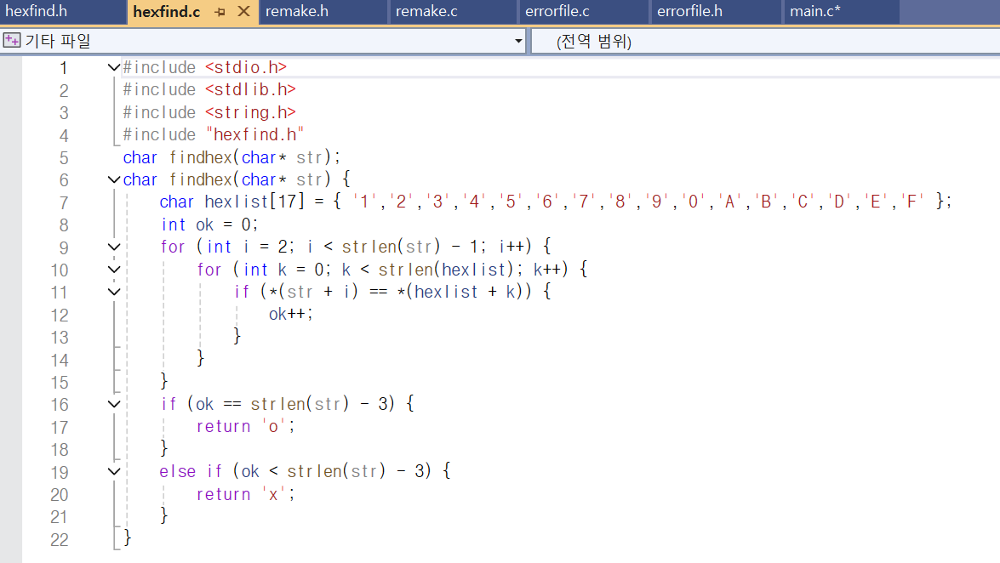 hexfind.h hexfind.c remake.h remake.c errorfile.c errorfile.h main.c*
기타 파일 (전역 범위)
1 #include <stdio.h>
2 #include <stdlib.h>
3 #include <string.h>
4 #include "hexfind.h"
5 char findhex(char* str);
6 char findhex(char* str) {
7 char hexlist[17] = { '1','2','3','4','5','6','7','8','9','0','A','B','C','D','E','F' };
8 int ok = 0;
9 for (int i = 2; i < strlen(str) - 1; i++) {
10 for (int k = 0; k < strlen(hexlist); k++) {
11 if (*(str + i) == *(hexlist + k)) {
12 ok++;
13 }
14 }
15 }
16 if (ok == strlen(str) - 3) {
17 return 'o';
18 }
19 else if (ok < strlen(str) - 3) {
20 return 'x';
21 }
22 }